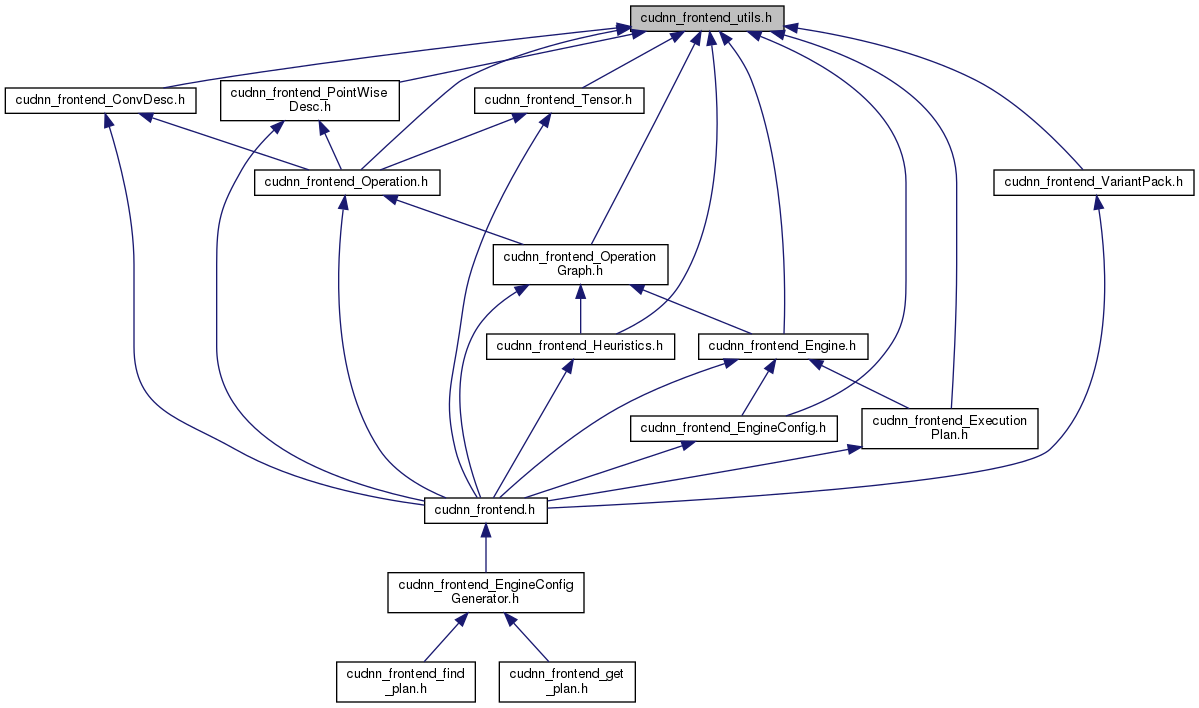 cudnn_frontend_utils.h
cudnn_frontend_ConvDesc.h
cudnn_frontend_PointWise
Desc.h
cudnn_frontend_Tensor.h
cudnn_frontend_Operation.h
cudnn_frontend_VariantPack.h
cudnn_frontend_Operation
Graph.h
cudnn_frontend_Heuristics.h
cudnn_frontend_Engine.h
cudnn_frontend_EngineConfig.h
cudnn_frontend_Execution
Plan.h
cudnn_frontend.h
cudnn_frontend_EngineConfig
Generator.h
cudnn_frontend_find
_plan.h
cudnn_frontend_get
_plan.h